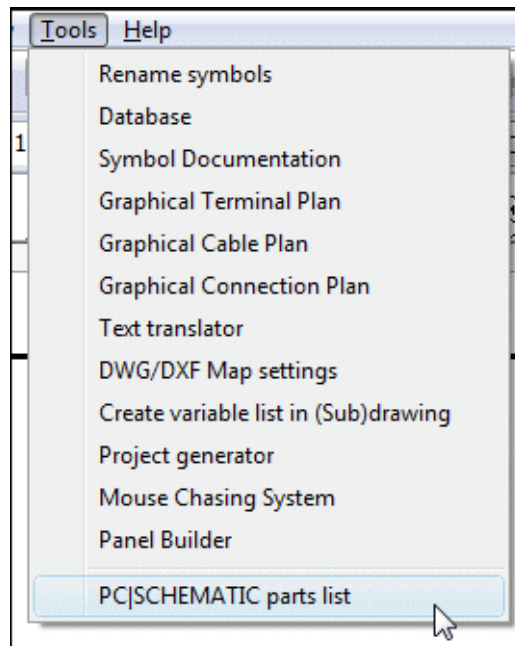 Tools Help
Rename symbols
Database
1
Symbol Documentation
Graphical Terminal Plan
Graphical Cable Plan
Graphical Connection Plan
Text translator
DWG/DXF Map settings
Create variable list in (Sub)drawing
Project generator
Mouse Chasing System
Panel Builder
PC|SCHEMATIC parts list